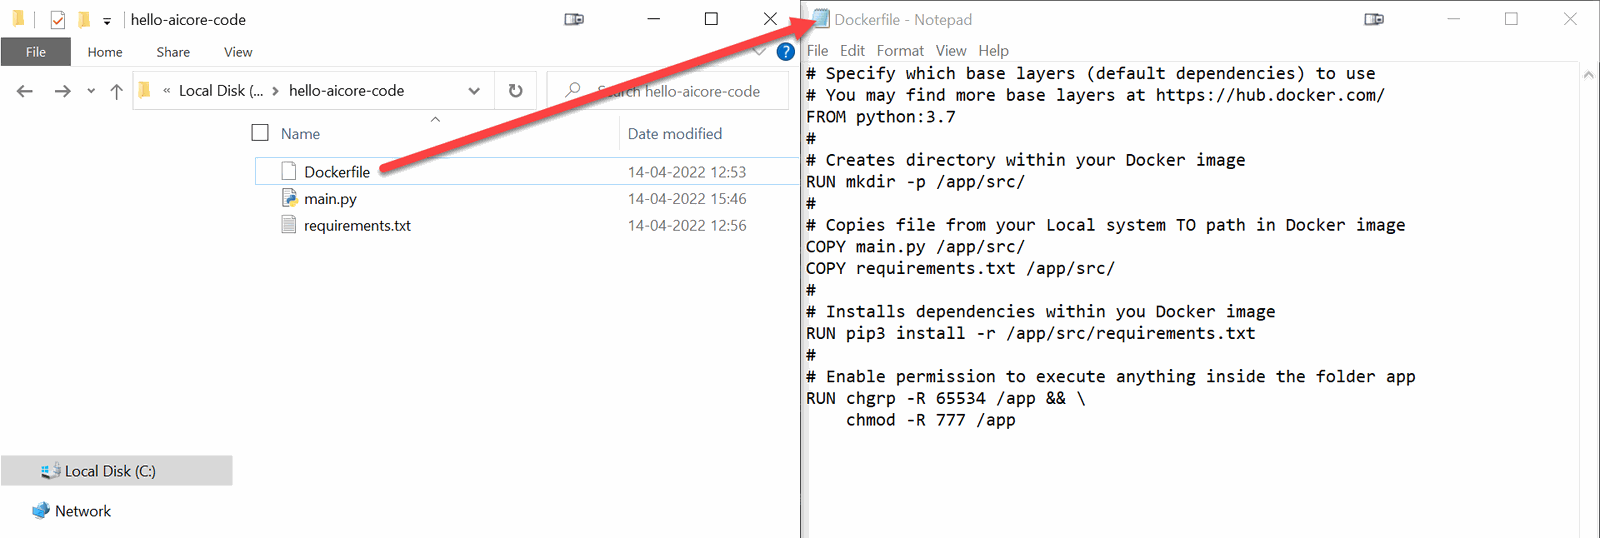 hello-aicore-code
File Home Share View
« Local Disk (... > hello-aicore-code
Search hello-aicore-code
Name Date modified
Dockerfile 14-04-2022 12:53
main.py 14-04-2022 15:46
requirements.txt 14-04-2022 12:56
Local Disk (C:)
Network
Dockerfile - Notepad
File Edit Format View Help
# Specify which base layers (default dependencies) to use
# You may find more base layers at https://hub.docker.com/
FROM python:3.7
#
# Creates directory within your Docker image
RUN mkdir -p /app/src/
#
# Copies file from your Local system TO path in Docker image
COPY main.py /app/src/
COPY requirements.txt /app/src/
#
# Installs dependencies within you Docker image
RUN pip3 install -r /app/src/requirements.txt
#
# Enable permission to execute anything inside the folder app
RUN chgrp -R 65534 /app && \
chmod -R 777 /app